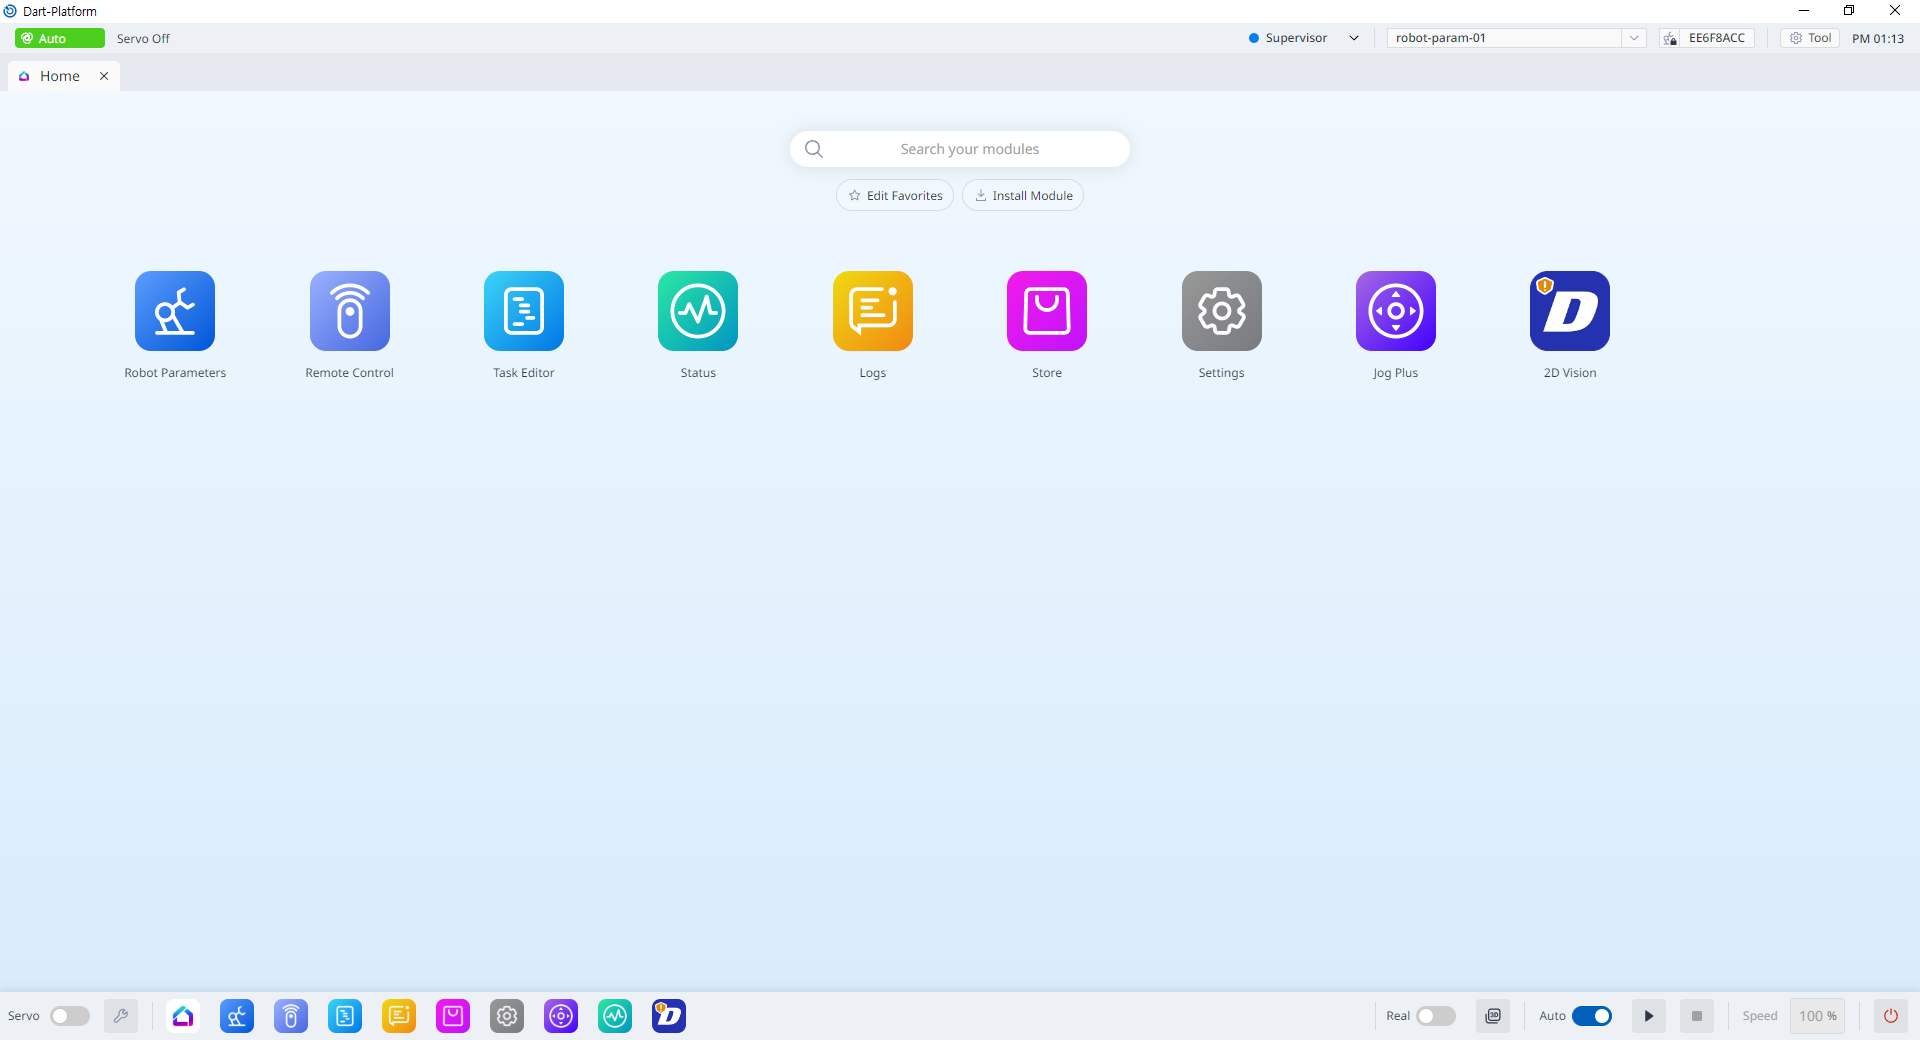 Dart-Platform
Auto
Servo Off
Supervisor
robot-param-01
EE6F8ACC
Tool
PM 01:13
Home
Search your modules
Edit Favorites
Install Module
Robot Parameters
Remote Control
Task Editor
Status
Logs
Store
Settings
Jog Plus
D
2D Vision
Servo
D
Real
3D
Auto
Speed
100 %